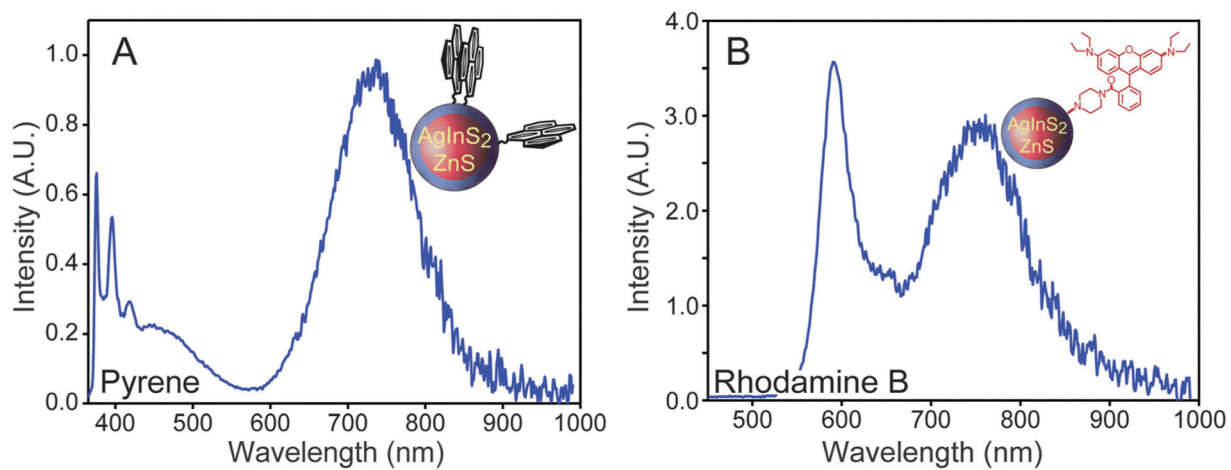 A
Intensity (A.U.)
1.0
0.8
0.6
0.4
0.2
0.0
AgInS2
ZnS
Pyrene
400 500 600 700 800 900 1000
Wavelength (nm)
B
Intensity (A.U.)
4.0
3.0
2.0
1.0
0.0
N O N+
O
N
N
AgInS2
ZnS
Rhodamine B
500 600 700 800 900 1000
Wavelength (nm)